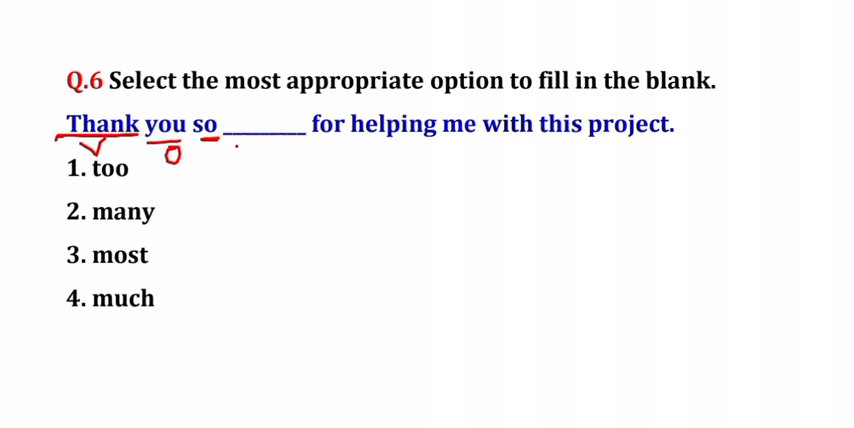 Q.6 Select the most appropriate option to fill in the blank.
Thank you so ________ for helping me with this project.
V O
1. too
2. many
3. most
4. much